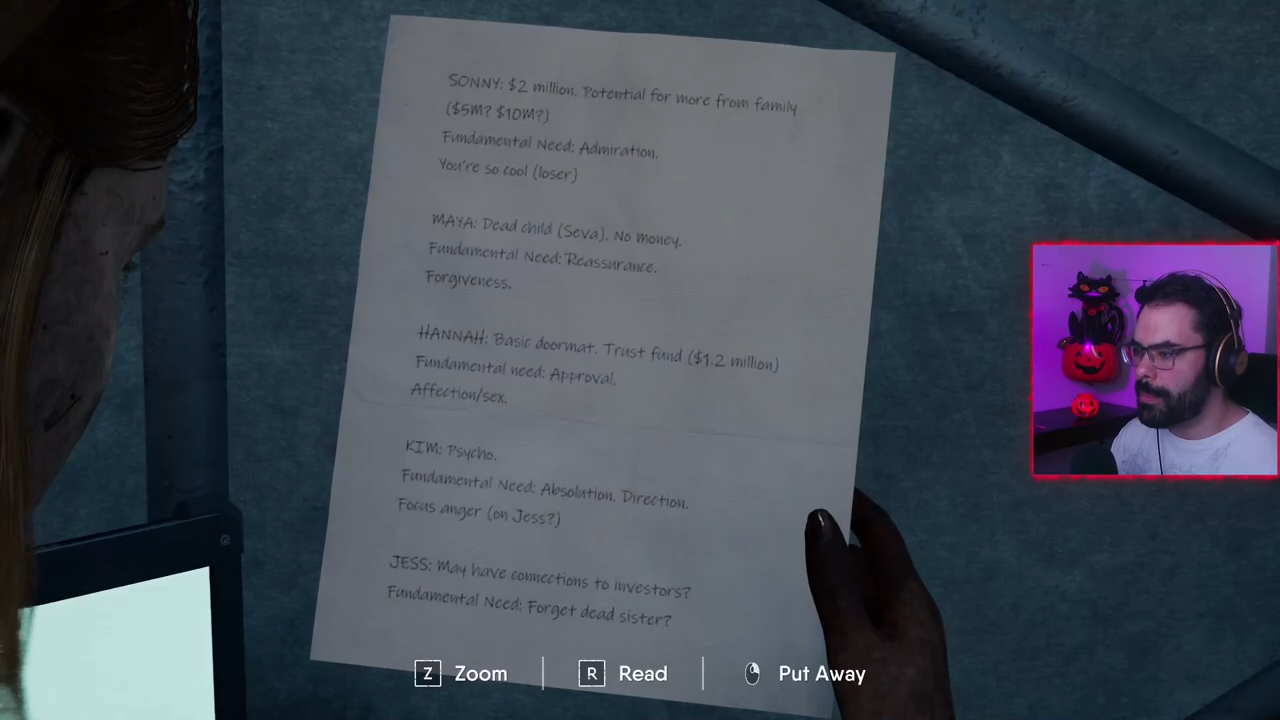 SONNY: $2 million. Potential for more from family
($5M? $10M?)
Fundamental Need: Admiration.
You're so cool (loser)
MAYA: Dead child (Seva). No money.
Fundamental Need: Reassurance.
Forgiveness.
HANNAH: Basic doormat. Trust fund ($1.2 million)
Fundamental need: Approval.
Affection/sex.
KIM: Psycho.
Fundamental Need: Absolution. Direction.
Focus anger (on Jess?)
JESS: May have connections to investors?
Fundamental Need: Forget dead sister?
Z Zoom
R Read
Put Away